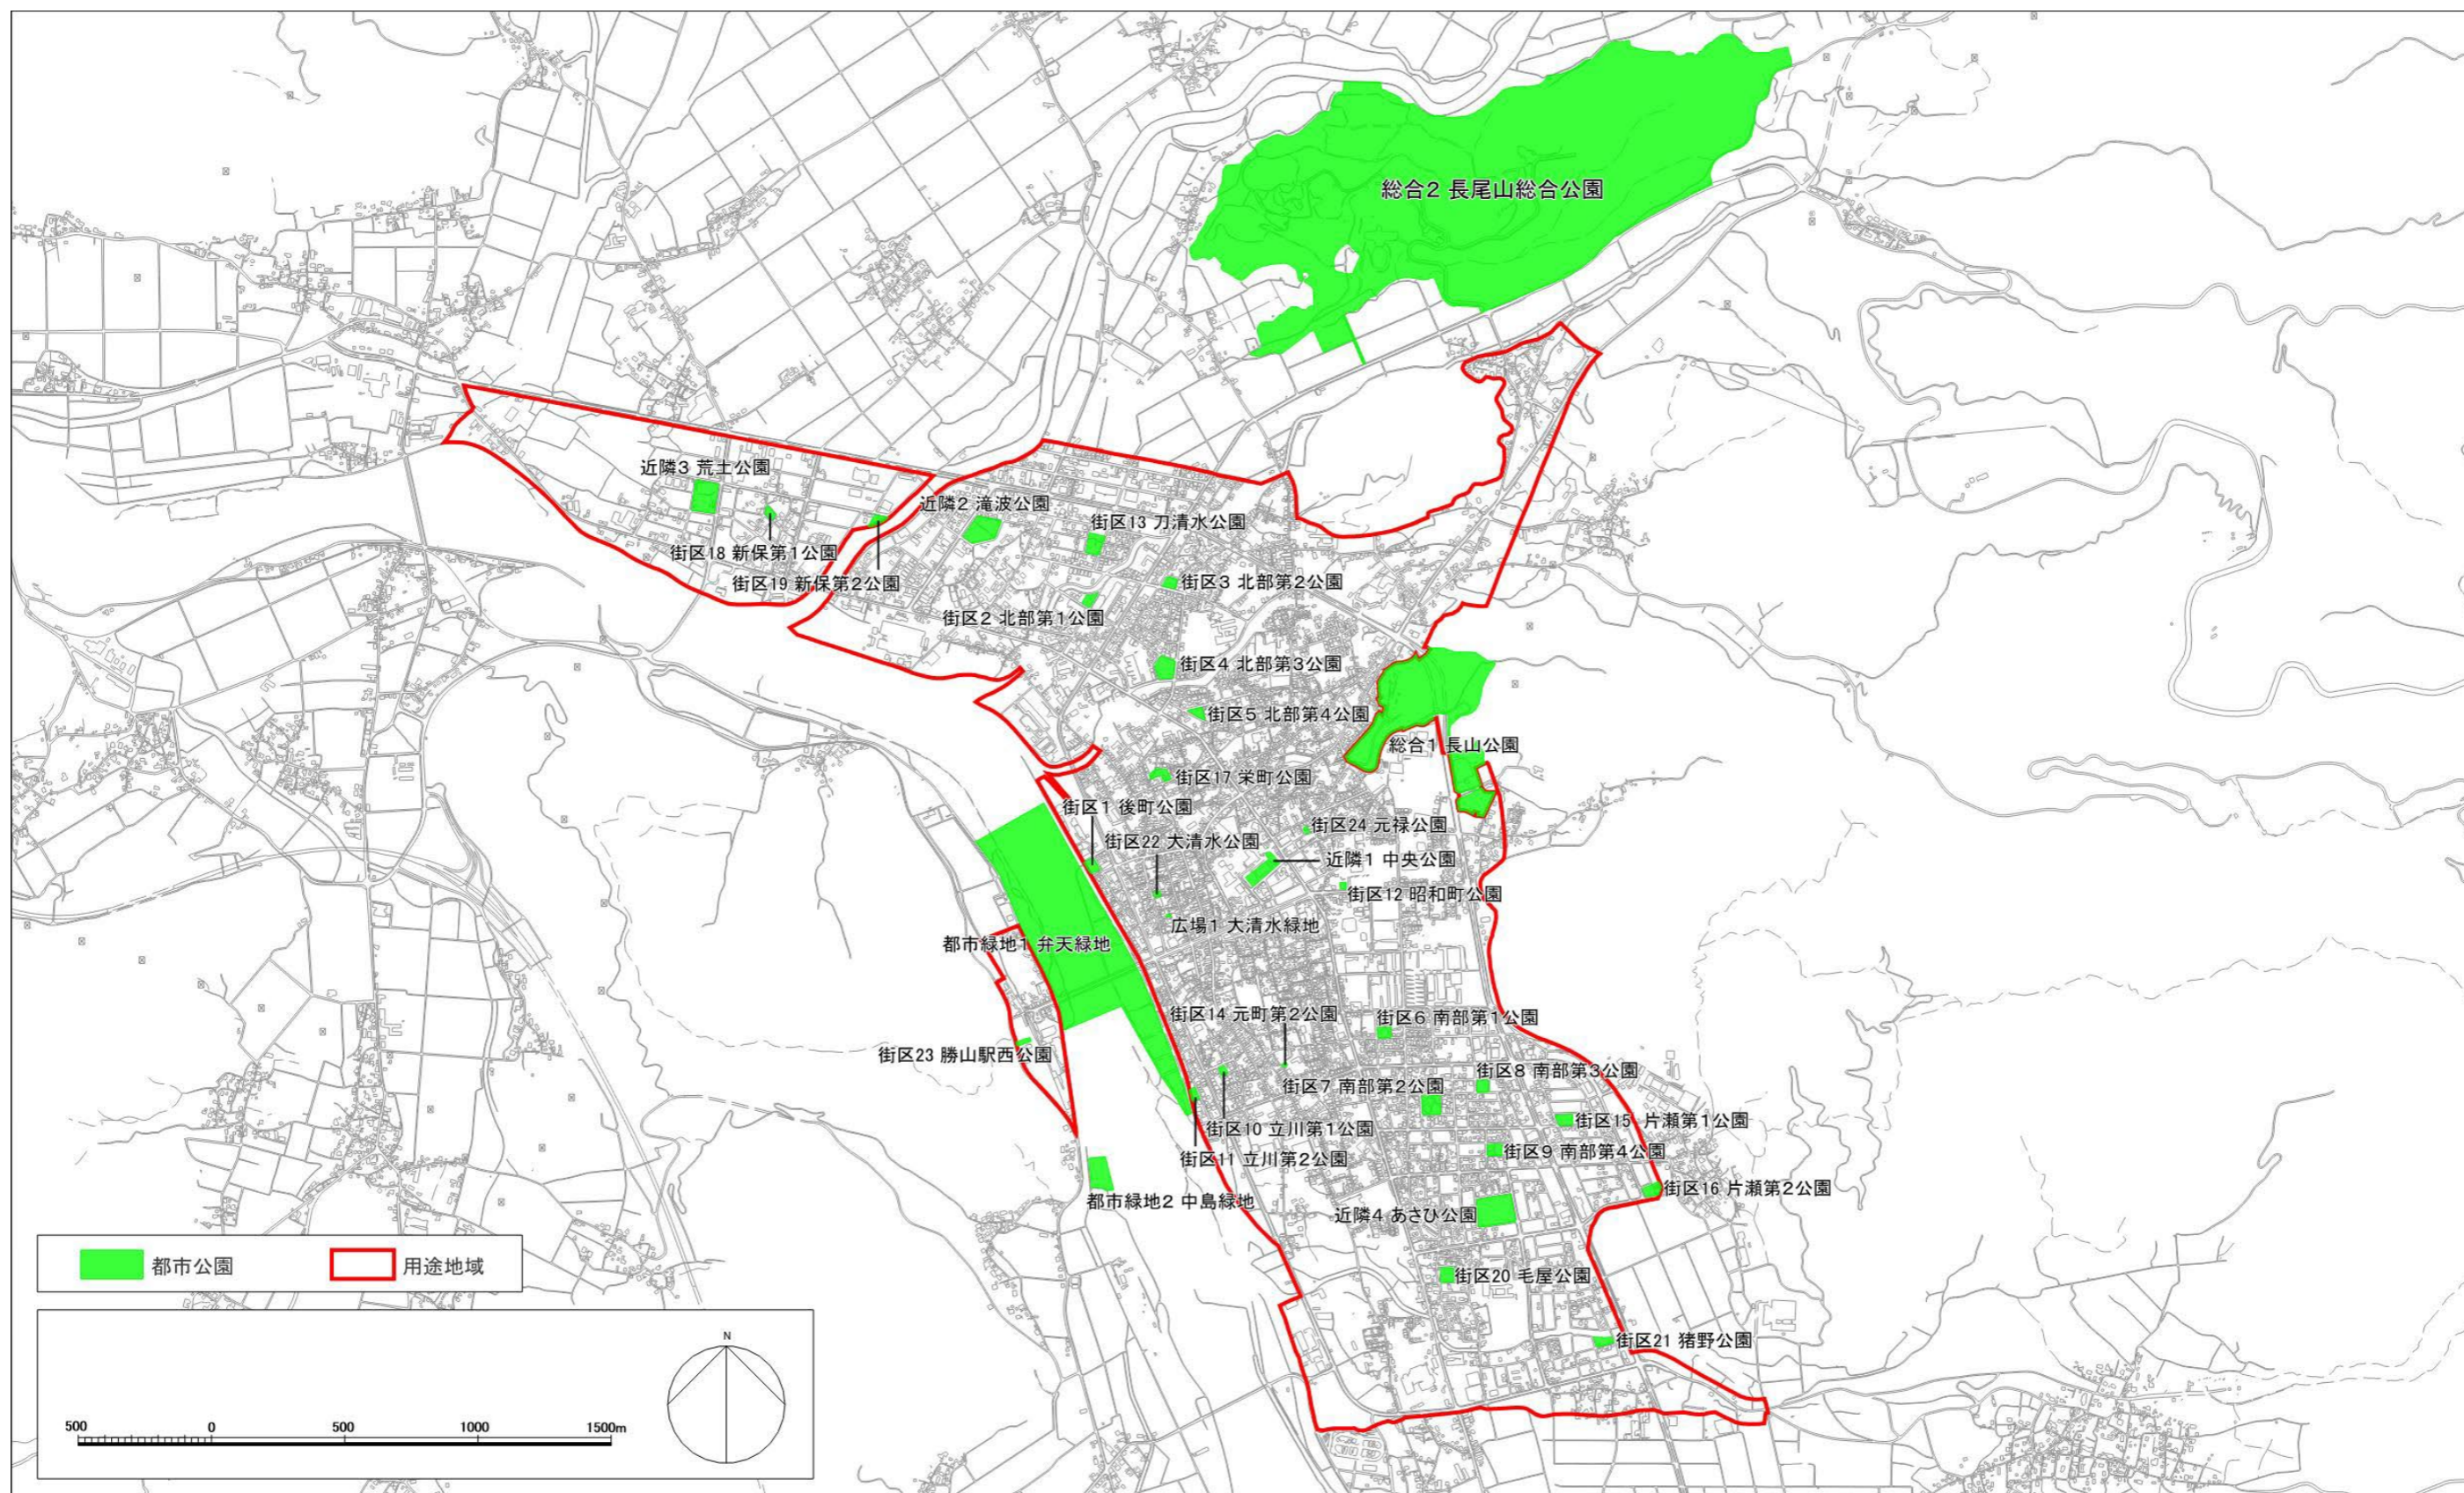 総合2 長尾山総合公園
近隣3 荒土公園
近隣2 滝波公園
街区13 刀清水公園
街区18 新保第1公園
街区19 新保第2公園
街区3 北部第2公園
街区2 北部第1公園
街区4 北部第3公園
街区5 北部第4公園
総合1 長山公園
街区17 栄町公園
街区1 後町公園
街区24 元禄公園
街区22 大清水公園
近隣1 中央公園
街区12 昭和町公園
広場1 大清水緑地
都市緑地1 弁天緑地
街区14 元町第2公園
街区6 南部第1公園
街区23 勝山駅西公園
街区8 南部第3公園
街区7 南部第2公園
街区15 片瀬第1公園
街区10 立川第1公園
街区9 南部第4公園
街区11 立川第2公園
街区16 片瀬第2公園
都市緑地2 中島緑地
近隣4 あさひ公園
街区20 毛屋公園
街区21 猪野公園
都市公園 用途地域
N
500 0 500 1000 1500m